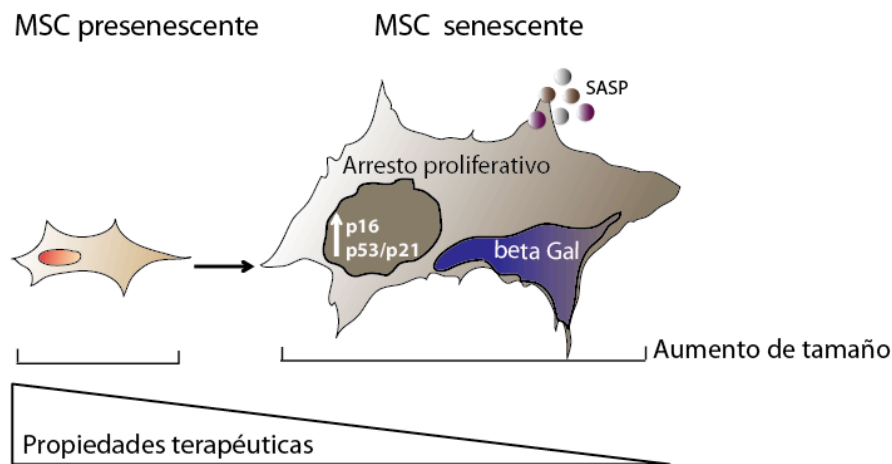 MSC presenescente
MSC senescente
SASP
Arresto proliferativo
p16
p53/p21
beta Gal
Aumento de tamaño
Propiedades terapéuticas